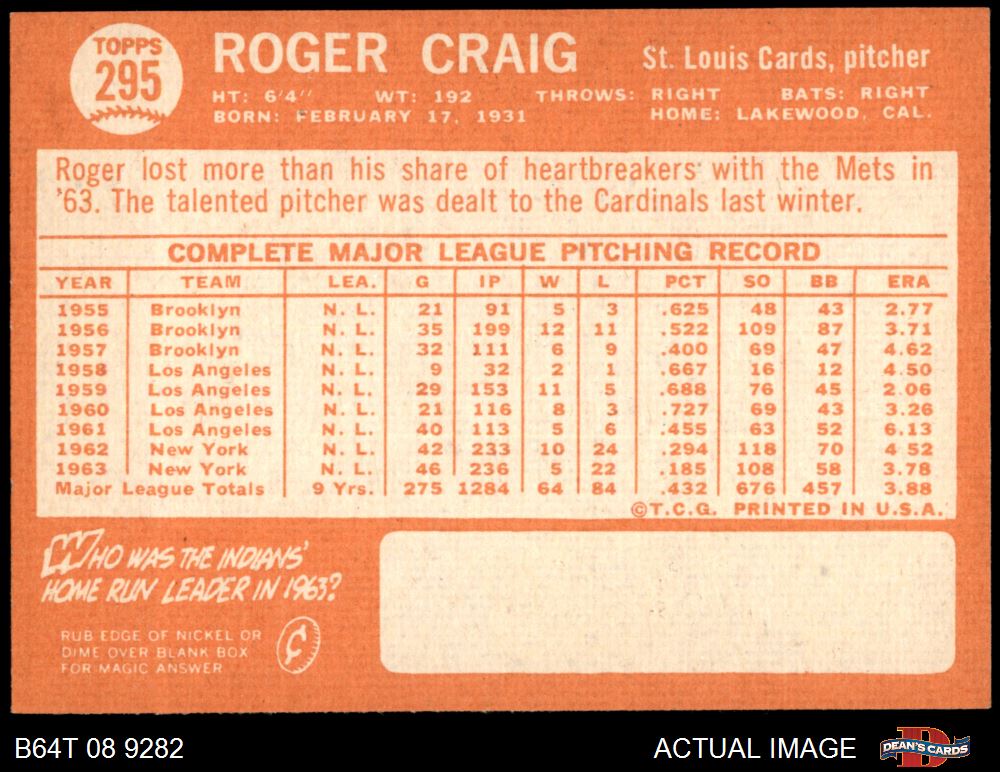 TOPPS
295
ROGER CRAIG
St. Louis Cards, pitcher
HT: 6'4" WT: 192 THROWS: RIGHT BATS: RIGHT
BORN: FEBRUARY 17, 1931 HOME: LAKEWOOD, CAL.
Roger lost more than his share of heartbreakers with the Mets in
'63. The talented pitcher was dealt to the Cardinals last winter.
COMPLETE MAJOR LEAGUE PITCHING RECORD
YEAR TEAM LEA. G IP W L PCT SO BB ERA
1955 Brooklyn N. L. 21 91 5 3 .625 48 43 2.77
1956 Brooklyn N. L. 35 199 12 11 .522 109 87 3.71
1957 Brooklyn N. L. 32 111 6 9 .400 69 47 4.62
1958 Los Angeles N. L. 9 32 2 1 .667 16 12 4.50
1959 Los Angeles N. L. 29 153 11 5 .688 76 45 2.06
1960 Los Angeles N. L. 21 116 8 3 .727 69 43 3.26
1961 Los Angeles N. L. 40 113 5 6 .455 63 52 6.13
1962 New York N. L. 42 233 10 24 .294 118 70 4.52
1963 New York N. L. 46 236 5 22 .185 108 58 3.78
Major League Totals 9 Yrs. 275 1284 64 84 .432 676 457 3.88
©T.C.G. PRINTED IN U.S.A.
WHO WAS THE INDIANS'
HOME RUN LEADER IN 1963?
RUB EDGE OF NICKEL OR
DIME OVER BLANK BOX
FOR MAGIC ANSWER
¢
B64T 08 9282
ACTUAL IMAGE
D
DEAN'S CARDS